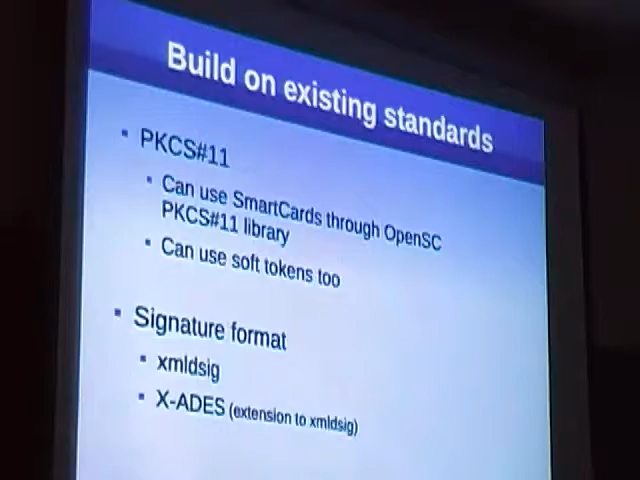 Build on existing standards
PKCS#11
Can use SmartCards through OpenSC
PKCS#11 library
Can use soft tokens too
Signature format
xmldsig
X-ADES (extension to xmldsig)